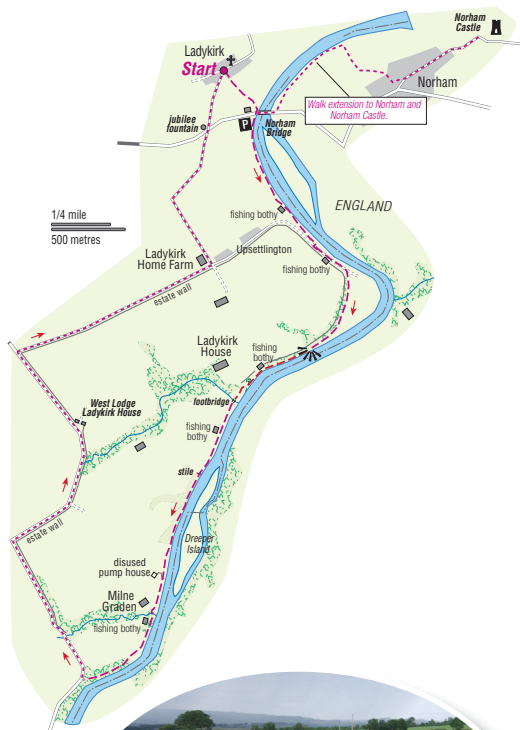 Norham
Castle
Ladykirk
Start
Norham
Walk extension to Norham and
Norham Castle.
jubilee
fountain
P
Norham
Bridge
1/4 mile
500 metres
fishing bothy
ENGLAND
Upsettlington
Ladykirk
Home Farm
fishing bothy
estate wall
Ladykirk
House
fishing
bothy
footbridge
West Lodge
Ladykirk House
fishing
bothy
stile
estate wall
Dreeper
Island
disused
pump house
Milne
Graden
fishing bothy